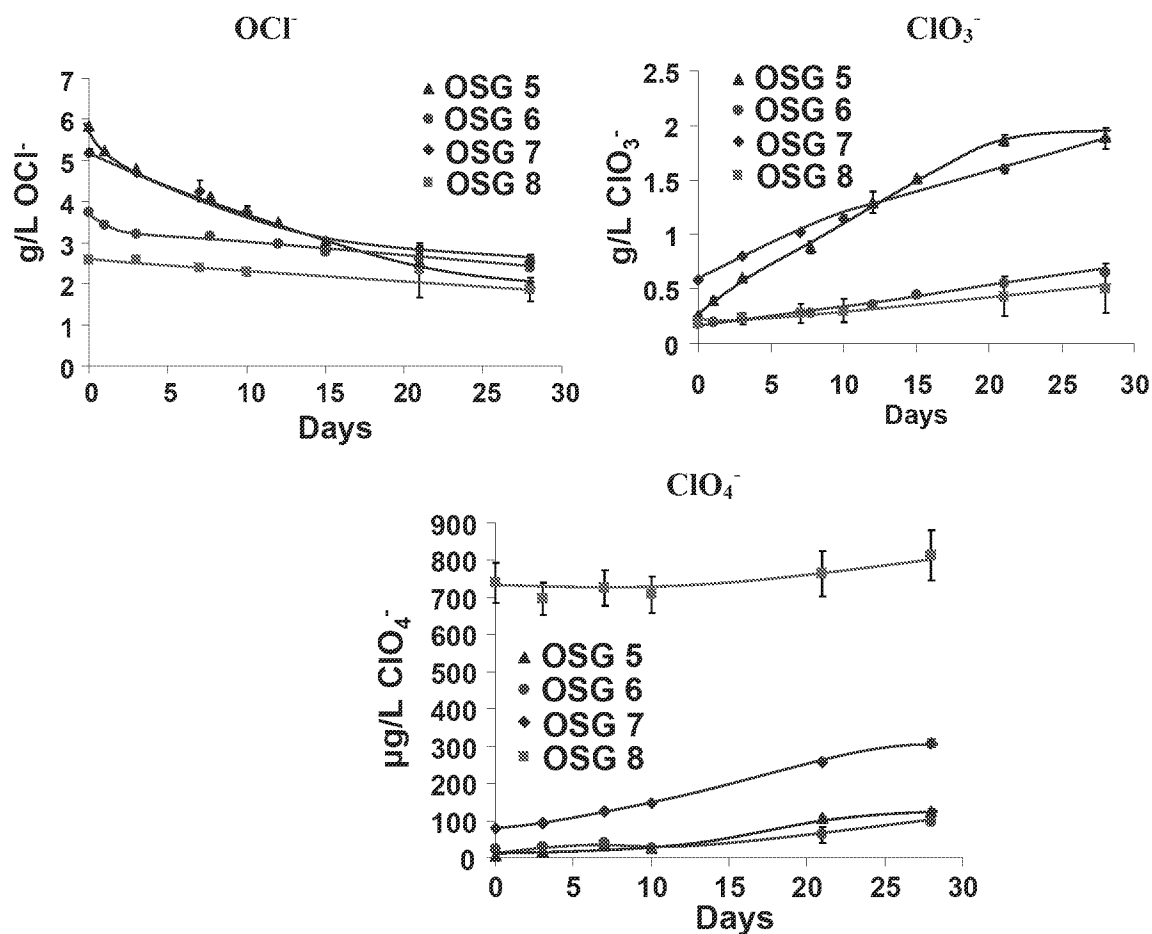 OCl⁻
7
6
5
4
3
2
1
0
g/L OCl⁻
OSG 5
OSG 6
OSG 7
OSG 8
0 5 10 15 20 25 30
Days
ClO₃⁻
2.5
2
1.5
1
0.5
0
g/L ClO₃⁻
OSG 5
OSG 6
OSG 7
OSG 8
0 5 10 15 20 25 30
Days
ClO₄⁻
900
800
700
600
500
400
300
200
100
0
µg/L ClO₄⁻
OSG 5
OSG 6
OSG 7
OSG 8
0 5 10 15 20 25 30
Days